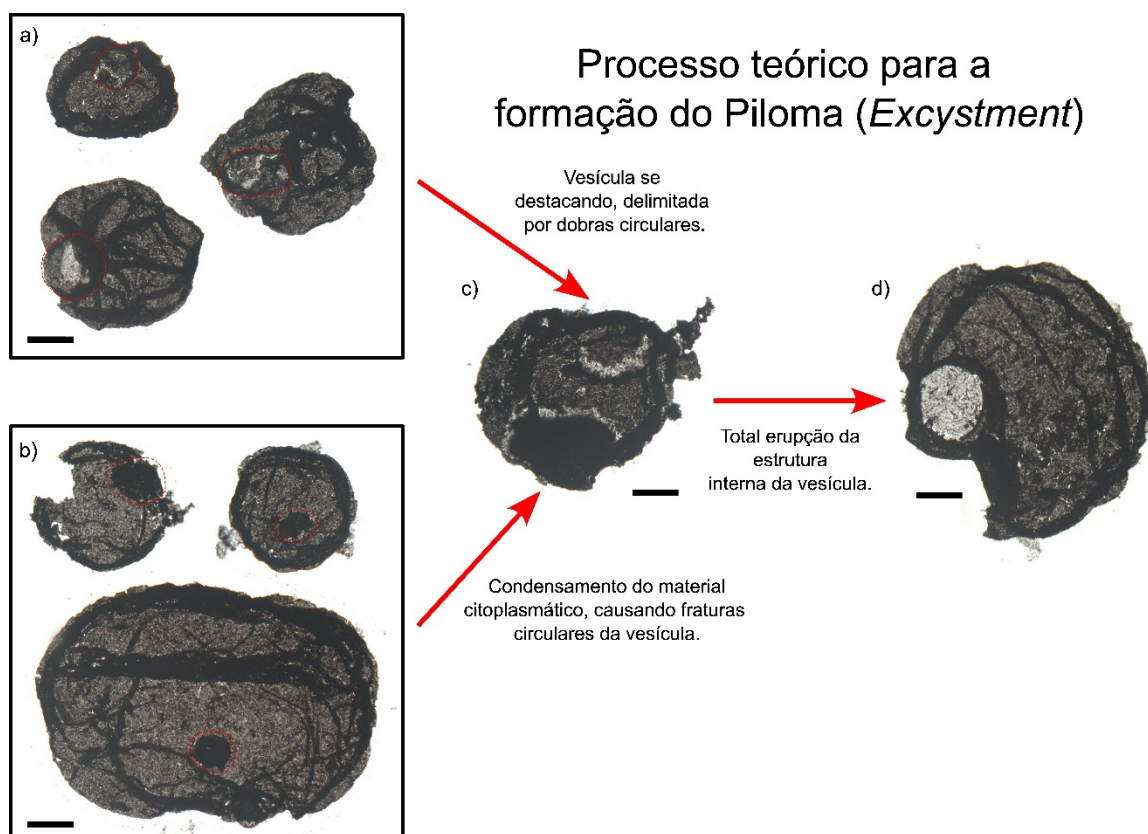 a)
Processo teórico para a
formação do Piloma (Excystment)
Vesícula se
destacando, delimitada
por dobras circulares.
c)
d)
Total erupção da
estrutura
interna da vesícula.
b)
Condensamento do material
citoplasmático, causando fraturas
circulares da vesícula.